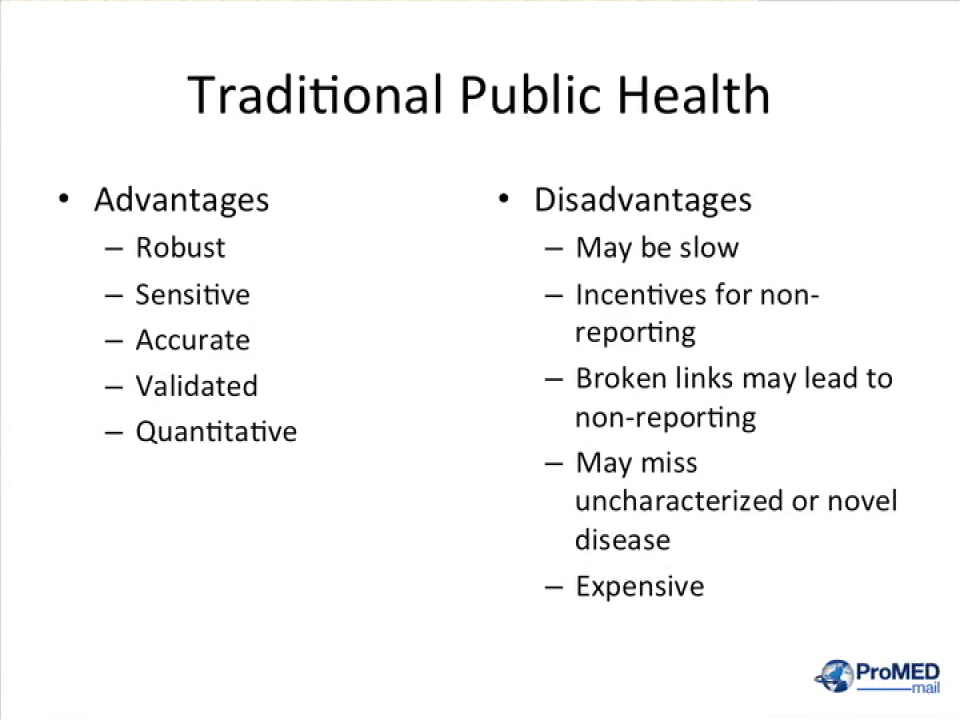 Traditional Public Health
• Advantages
– Robust
– Sensitive
– Accurate
– Validated
– Quantitative
• Disadvantages
– May be slow
– Incentives for non-
reporting
– Broken links may lead to
non-reporting
– May miss
uncharacterized or novel
disease
– Expensive
ProMED
mail